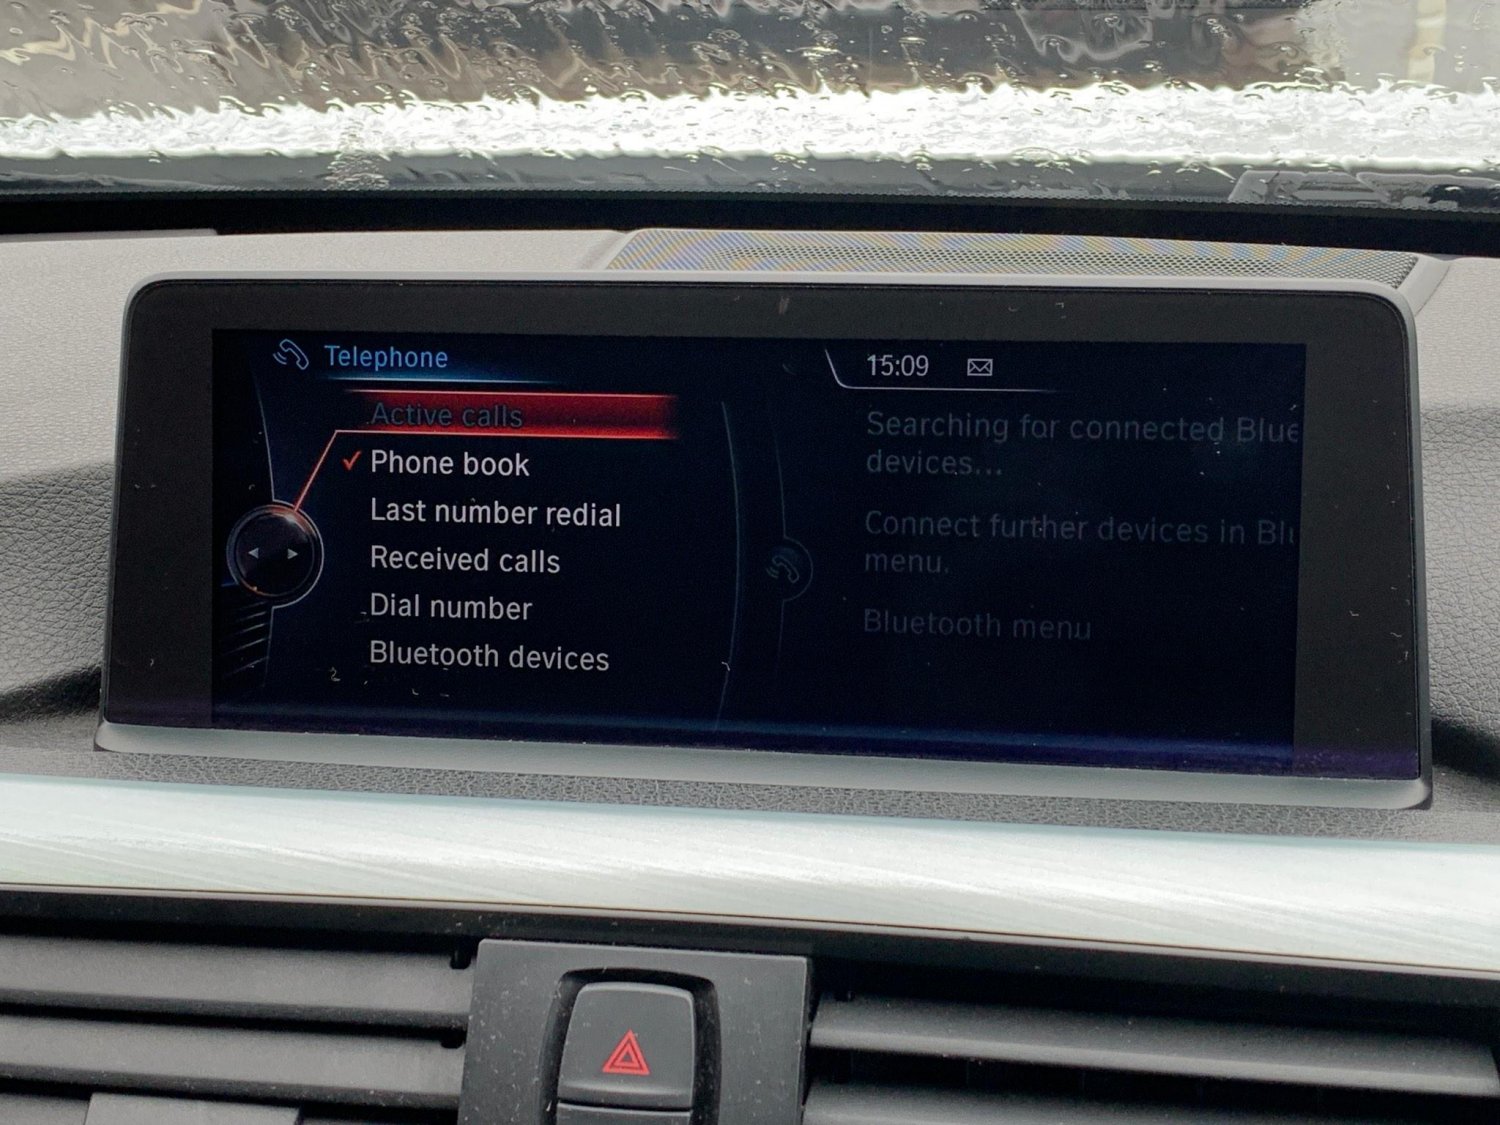 Telephone
15:09
Active calls
Phone book
Last number redial
Received calls
Dial number
Bluetooth devices
Searching for connected Blue
devices...
Connect further devices in
menu.
Bluetooth menu